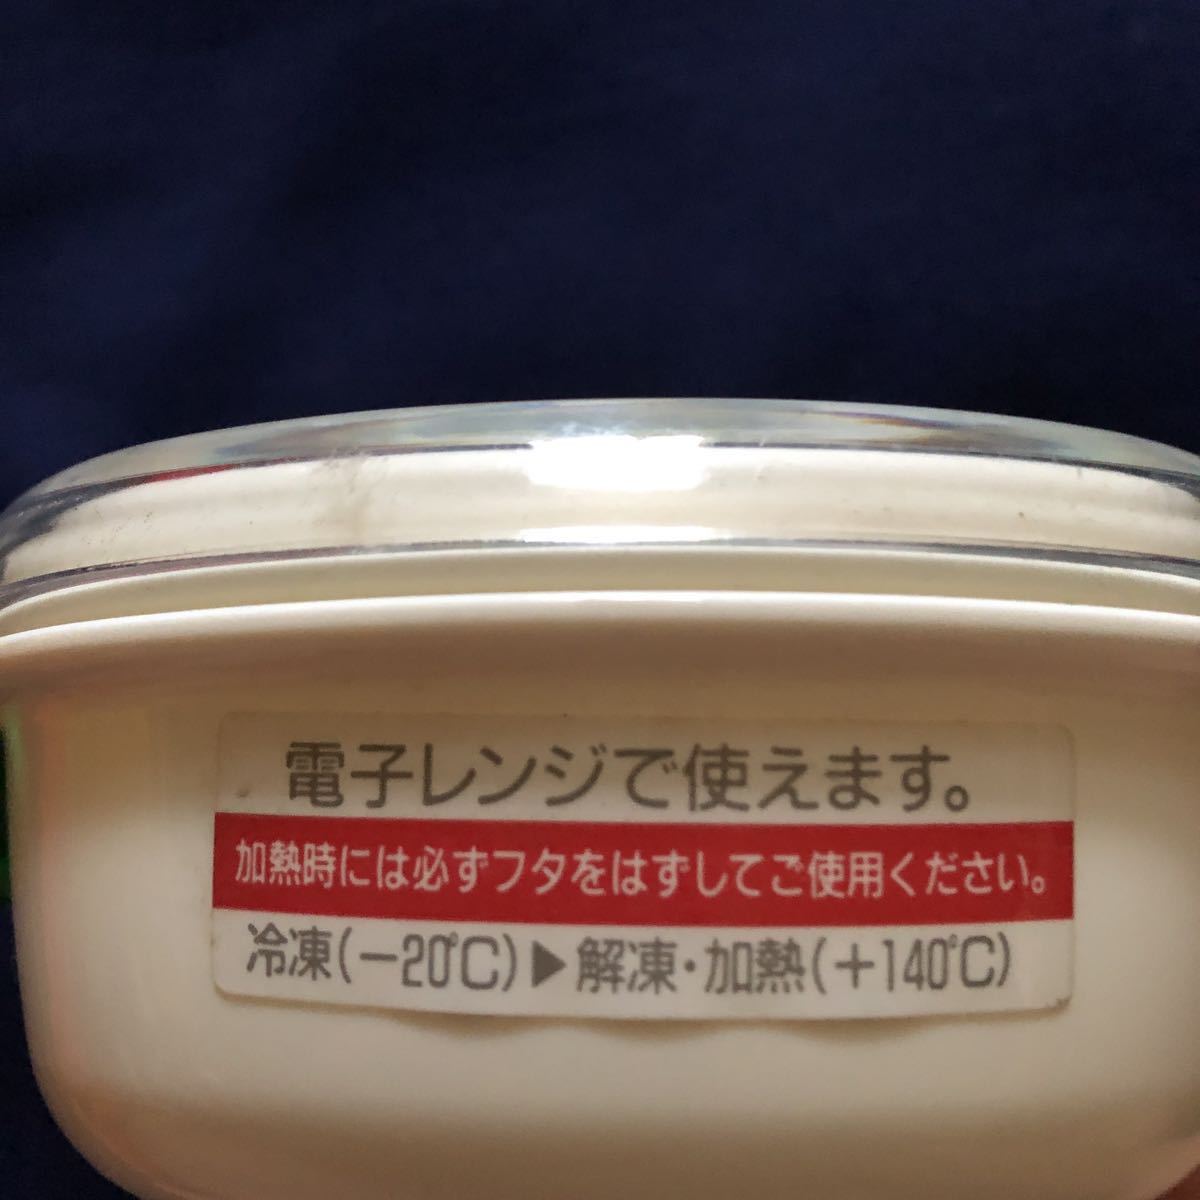 電子レンジで使えます。
加熱時には必ずフタをはずしてご使用ください。
冷凍(−20℃)▶解凍・加熱(+140℃)